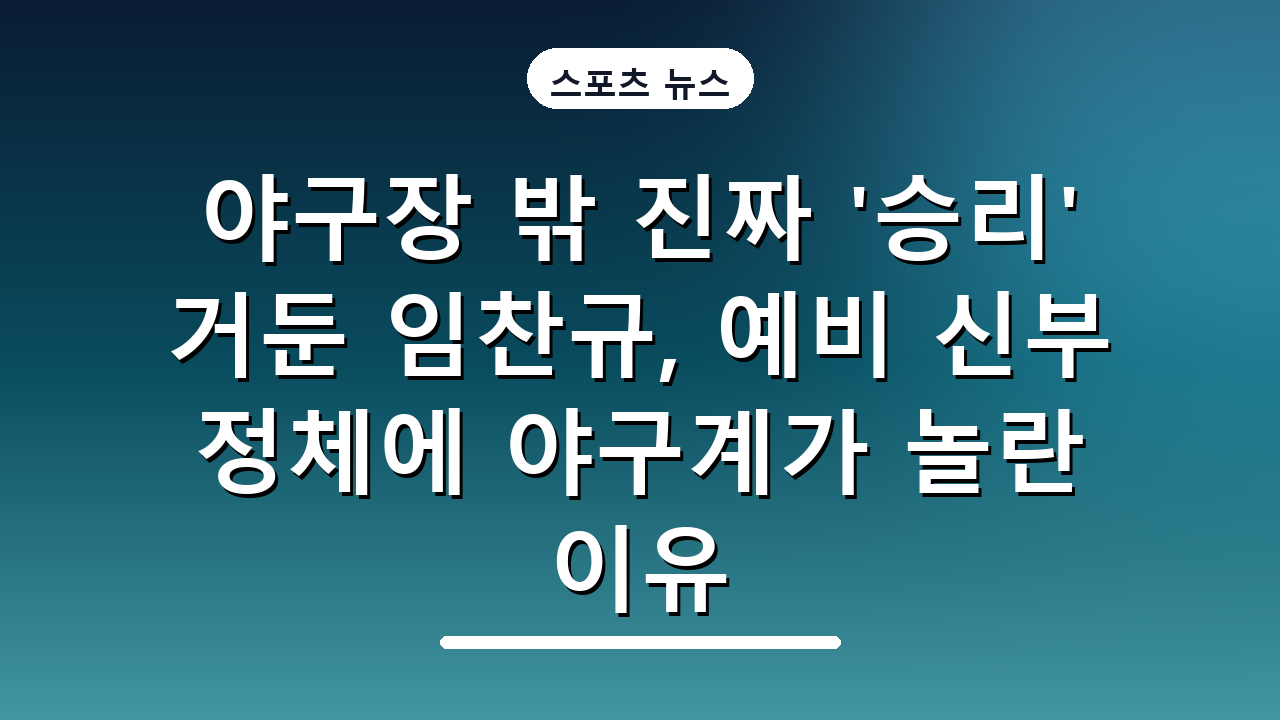 스포츠 뉴스
야구장 밖 진짜 '승리'
거둔 임찬규, 예비 신부
정체에 야구계가 놀란
이유